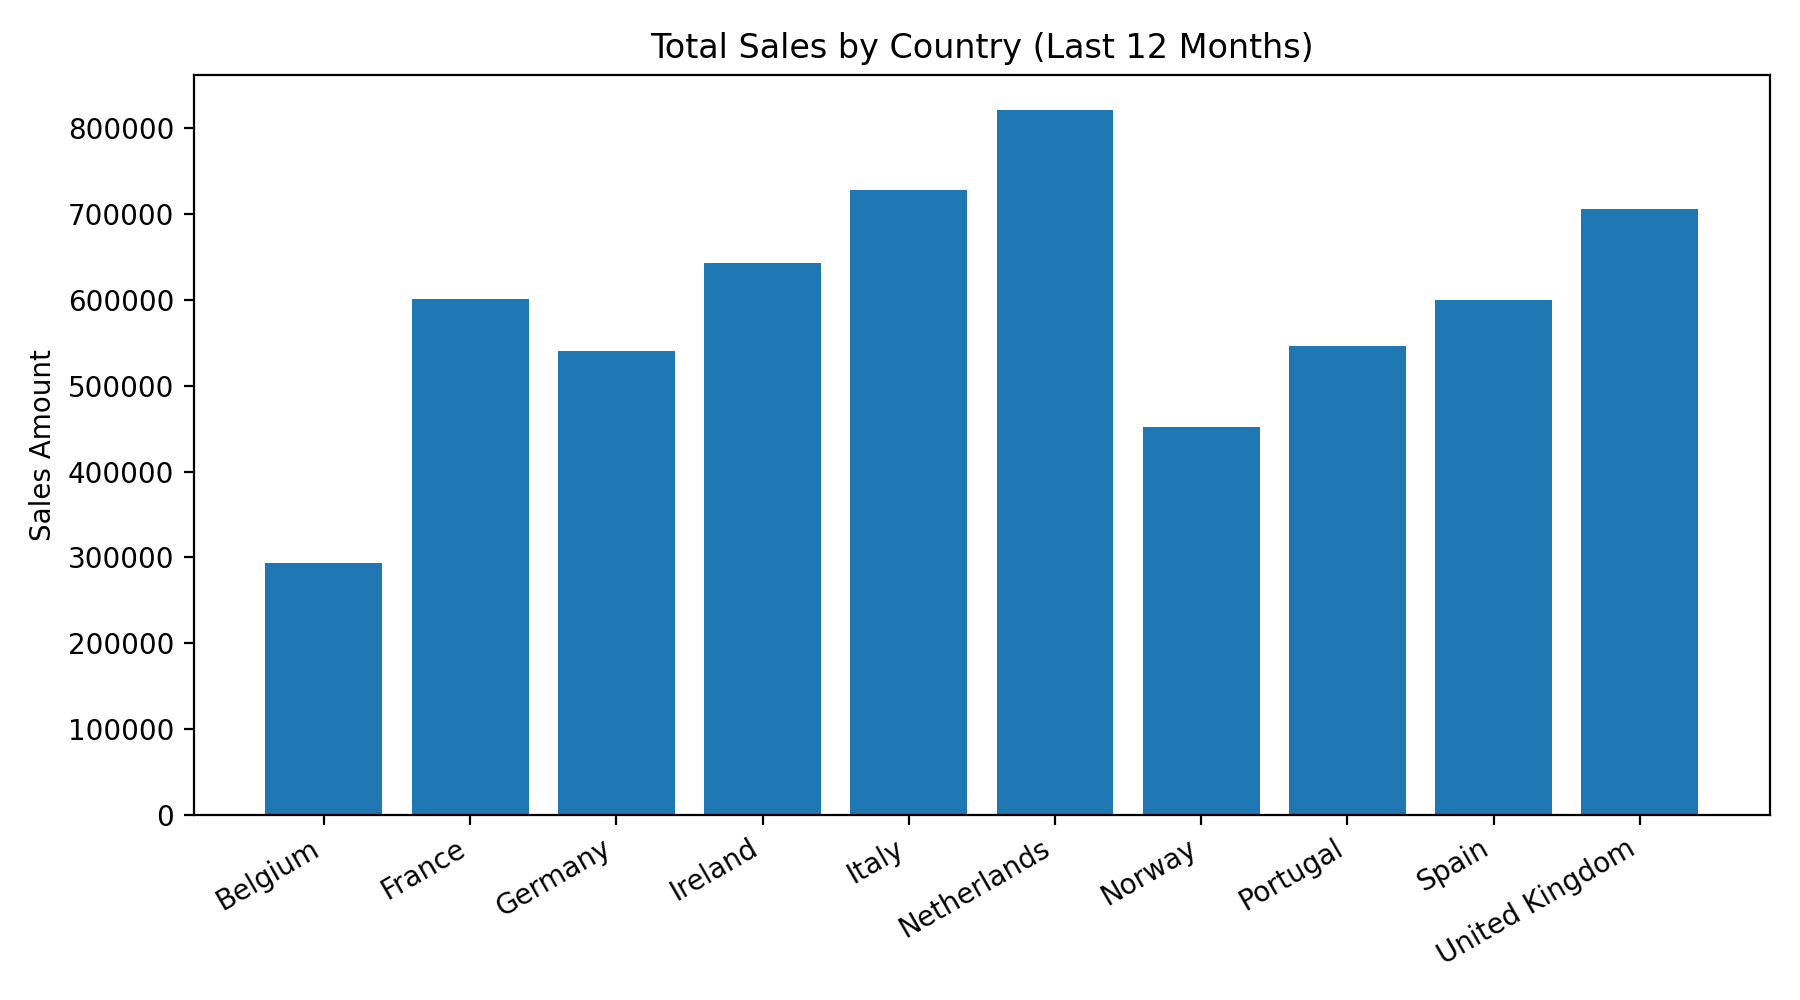 Total Sales by Country (Last 12 Months)
Sales Amount
800000
700000
600000
500000
400000
300000
200000
100000
0
Belgium
France
Germany
Ireland
Italy
Netherlands
Norway
Portugal
Spain
United Kingdom